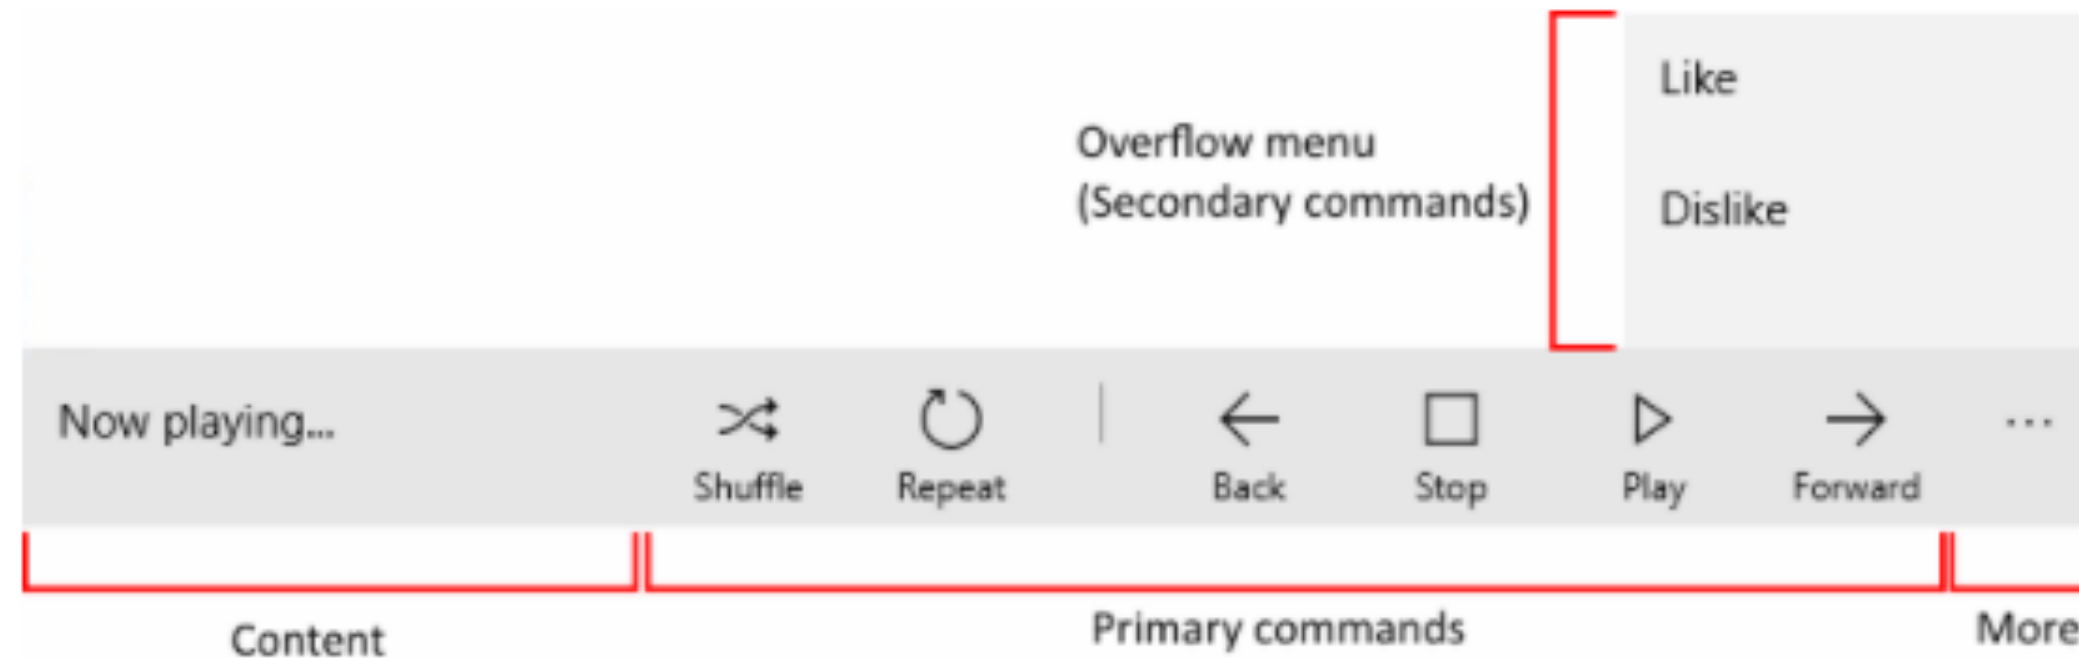 Like
Overflow menu
(Secondary commands)
Dislike
Now playing...
Shuffle
Repeat
Back
Stop
Play
Forward
...
Content
Primary commands
More